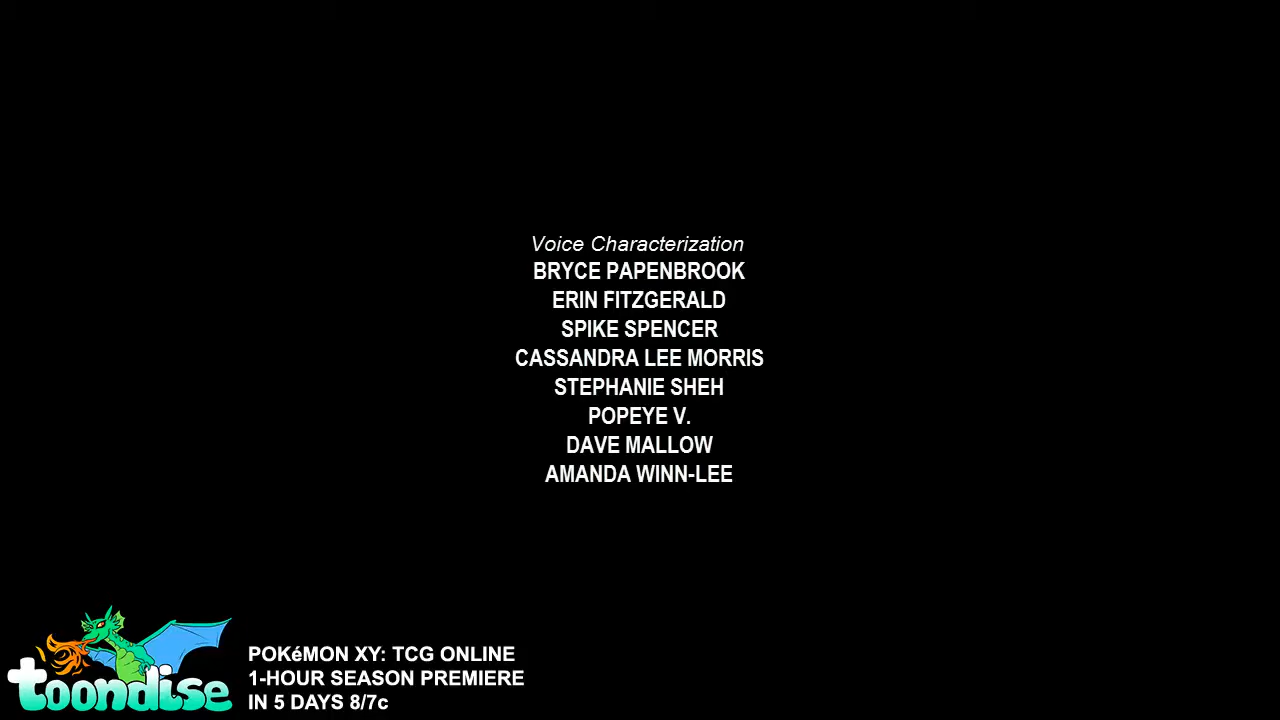 Voice Characterization
BRYCE PAPENBROOK
ERIN FITZGERALD
SPIKE SPENCER
CASSANDRA LEE MORRIS
STEPHANIE SHEH
POPEYE V.
DAVE MALLOW
AMANDA WINN-LEE
toondise
POKéMON XY: TCG ONLINE
1-HOUR SEASON PREMIERE
IN 5 DAYS 8/7c